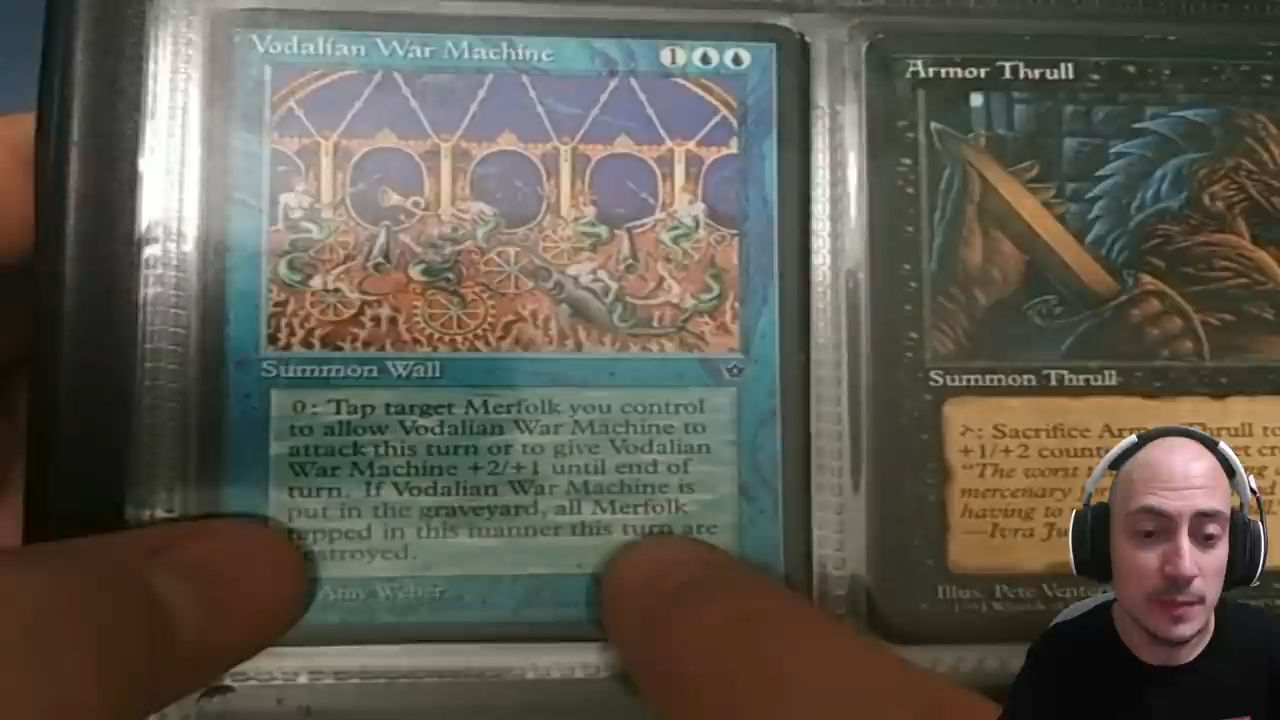 Vodalian War Machine
1
Summon Wall
0: Tap target Merfolk you control
to allow Vodalian War Machine to
attack this turn or to give Vodalian
War Machine +2/+1 until end of
turn. If Vodalian War Machine is
put in the graveyard, all Merfolk
tapped in this manner this turn are
destroyed.
Amy Weber
Armor Thrull
Summon Thrull
: Sacrifice Armor Thrull to
+1/+2
"The worst
mercenary
having to
Illus. Pete Venters